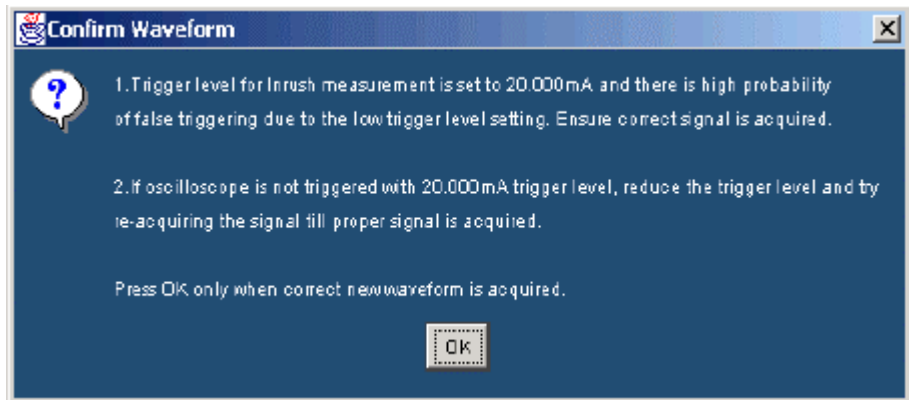 Confirm Waveform
?
1.Trigger level for Inrush measurement is set to 20.000mA and there is high probability
of false triggering due to the low trigger level setting. Ensure correct signal is acquired.
2.If oscilloscope is not triggered with 20.000mA trigger level, reduce the trigger level and try
re-acquiring the signal till proper signal is acquired.
Press OK only when correct new waveform is acquired.
OK